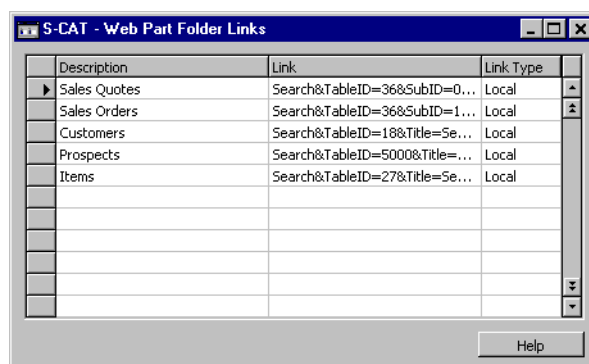 S-CAT - Web Part Folder Links
Description Link Link Type
Sales Quotes Search&TableID=36&SubID=0... Local
Sales Orders Search&TableID=36&SubID=1... Local
Customers Search&TableID=18&Title=Se... Local
Prospects Search&TableID=5000&Title=... Local
Items Search&TableID=27&Title=Se... Local
Help